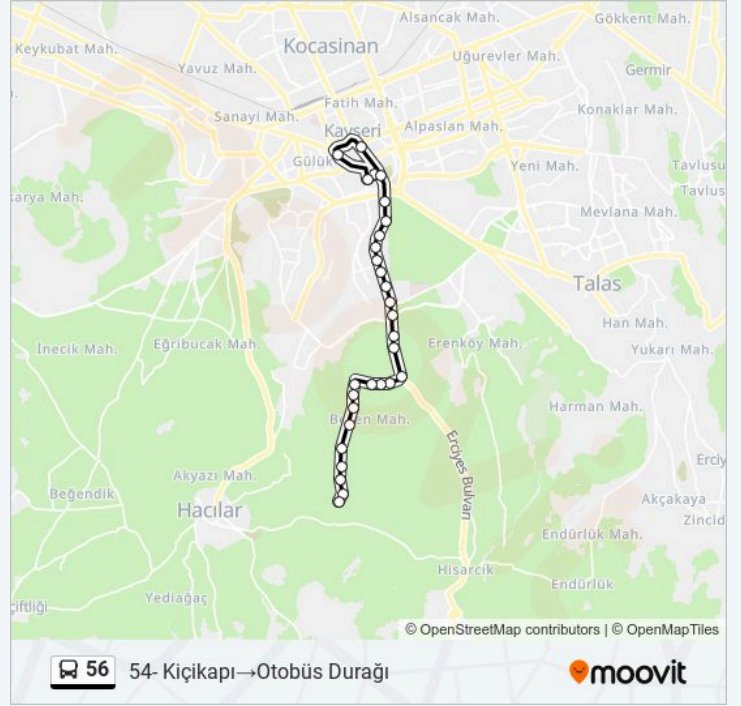 Alsancak Mah.
Gökkent Mah.
Keykubat Mah.
Kocasinan
Uğurevler Mah.
Yavuz Mah.
Germir
Fatih Mah.
Konaklar Mah.
Sanayi Mah.
Kayseri
Alpaslan Mah.
Gülük
Yeni Mah.
Tavlusu
Tavlus
karya Mah.
Mevlana Mah.
Talas
Han Mah.
İnecik Mah.
Eğribucak Mah.
Erenköy Mah.
Yukarı Mah.
Harman Mah.
Erciyes Bulvarı
Erciy
Akyazı Mah.
Beğendik
Akçakaya
Hacılar
Zincid
Endürlük Mah.
Hisarcık
Endürlük
çiftliği
Yediağaç
© OpenStreetMap contributors | © OpenMapTiles
56 54- Kiçikapı→Otobüs Durağı moovit